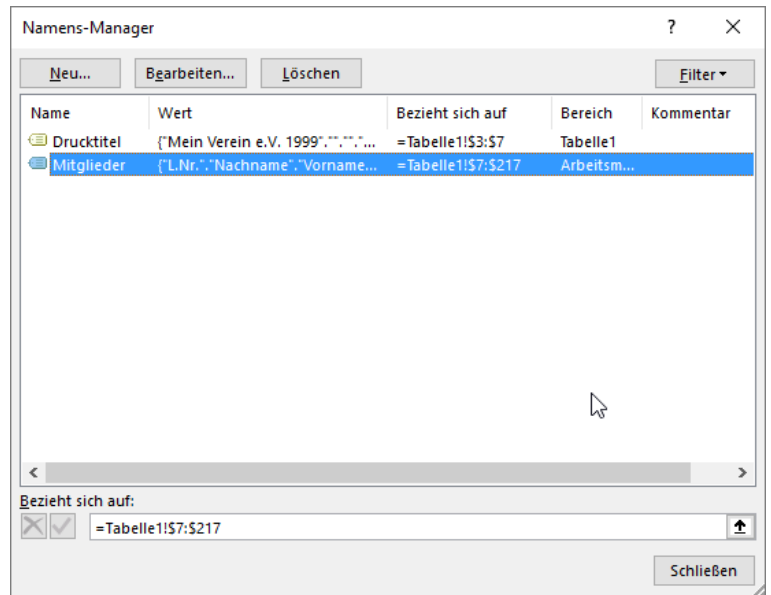 Namens-Manager ? ×
Neu... Bearbeiten... Löschen Filter
Name Wert Bezieht sich auf Bereich Kommentar
Drucktitel {"Mein Verein e.V. 1999"."".""."... =Tabelle1!$3:$7 Tabelle1
Mitglieder {"L.Nr."."Nachname"."Vorname... =Tabelle1!$7:$217 Arbeitsm...
Bezieht sich auf:
=Tabelle1!$7:$217
Schließen